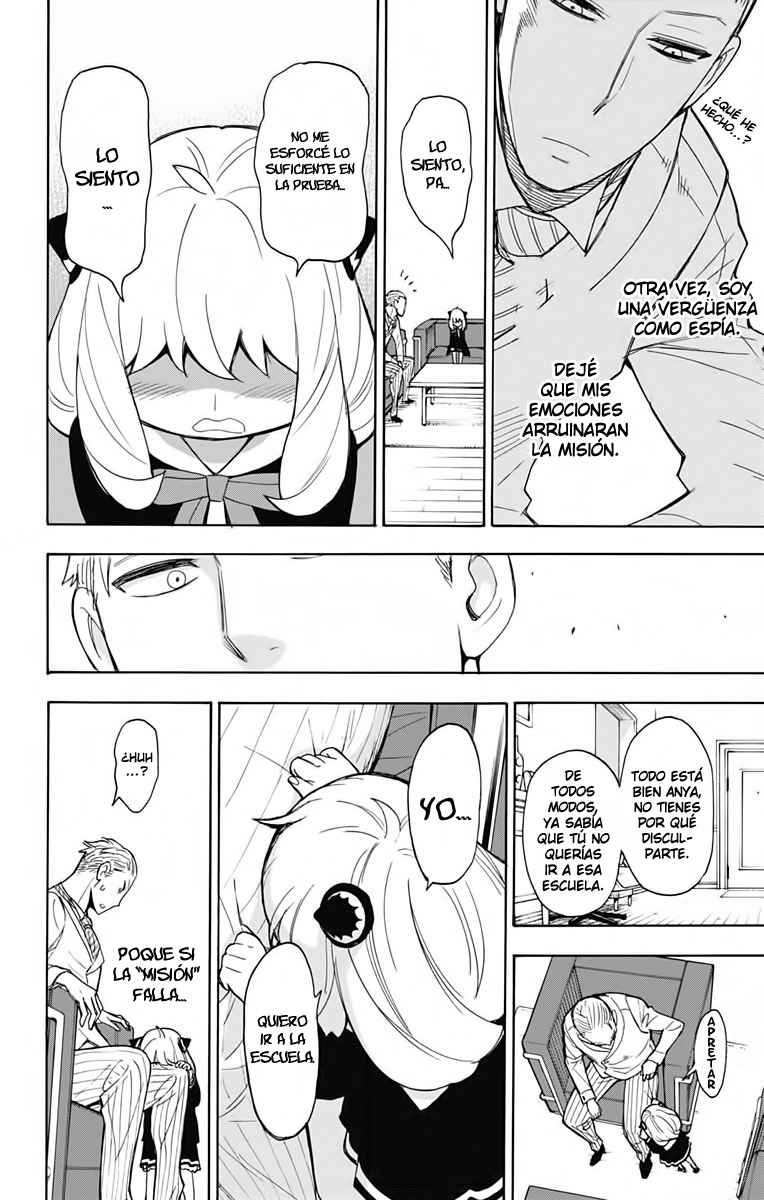 ¿QUÉ HE
HECHO...?
OTRA VEZ, SOY
UNA VERGÜENZA
COMO ESPÍA.
DEJÉ
QUE MIS
EMOCIONES
ARRUINARAN
LA MISIÓN.
LO
SIENTO,
PA...
NO ME
ESFORCÉ LO
SUFICIENTE EN
LA PRUEBA...
LO
SIENTO
...
TODO ESTÁ
BIEN ANYA,
NO TIENES
POR QUÉ
DISCUL-
PARTE.
DE
TODOS
MODOS,
YA SABÍA
QUE TÚ NO
QUERÍAS
IR A ESA
ESCUELA.
APRETAR
YO...
QUIERO
IR A LA
ESCUELA.
¿HUH
...?
POQUE SI
LA "MISIÓN"
FALLA...